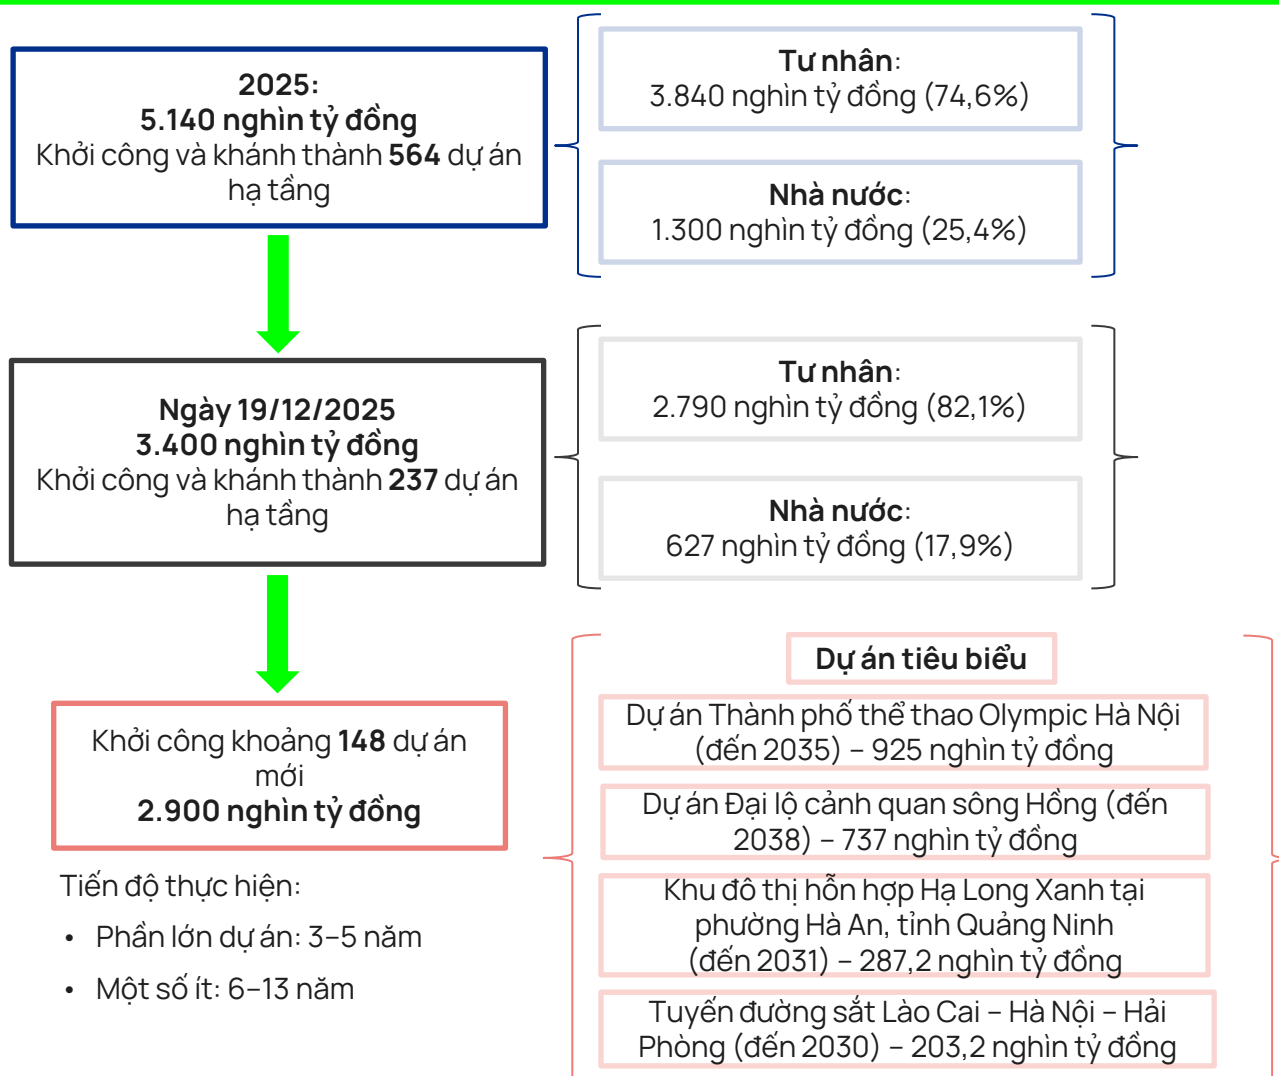 2025:
5.140 nghìn tỷ đồng
Khởi công và khánh thành 564 dự án
hạ tầng
Tư nhân:
3.840 nghìn tỷ đồng (74,6%)
Nhà nước:
1.300 nghìn tỷ đồng (25,4%)
Ngày 19/12/2025
3.400 nghìn tỷ đồng
Khởi công và khánh thành 237 dự án
hạ tầng
Tư nhân:
2.790 nghìn tỷ đồng (82,1%)
Nhà nước:
627 nghìn tỷ đồng (17,9%)
Khởi công khoảng 148 dự án
mới
2.900 nghìn tỷ đồng
Tiến độ thực hiện:
• Phần lớn dự án: 3–5 năm
• Một số ít: 6–13 năm
Dự án tiêu biểu
Dự án Thành phố thể thao Olympic Hà Nội
(đến 2035) – 925 nghìn tỷ đồng
Dự án Đại lộ cảnh quan sông Hồng (đến
2038) – 737 nghìn tỷ đồng
Khu đô thị hỗn hợp Hạ Long Xanh tại
phường Hà An, tỉnh Quảng Ninh
(đến 2031) – 287,2 nghìn tỷ đồng
Tuyến đường sắt Lào Cai – Hà Nội – Hải
Phòng (đến 2030) – 203,2 nghìn tỷ đồng